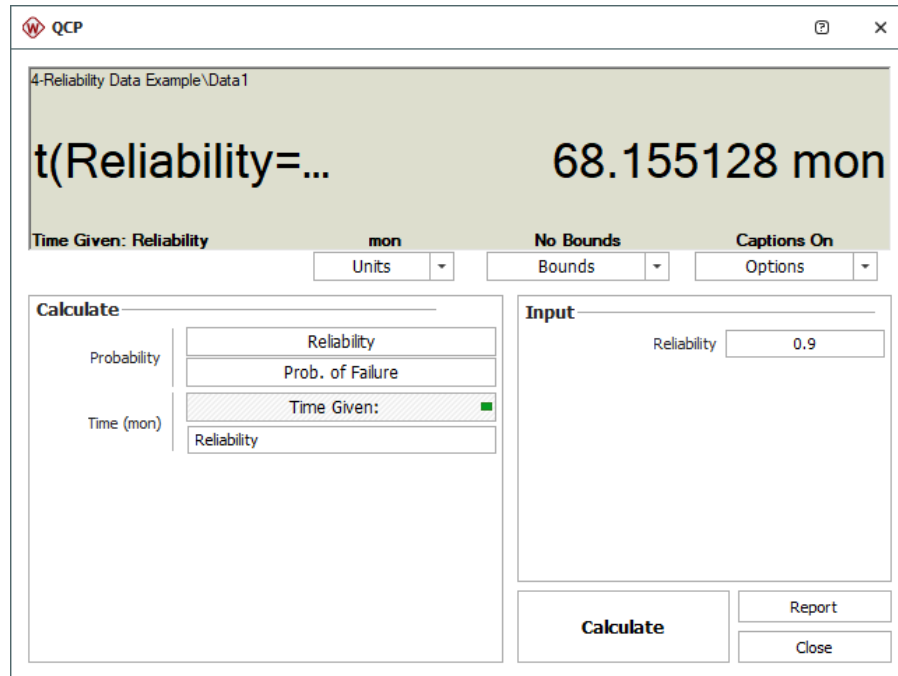 W QCP
4-Reliability Data Example\Data1
t(Reliability=... 68.155128 mon
Time Given: Reliability mon No Bounds Captions On
Units Bounds Options
Calculate
Probability
Reliability
Prob. of Failure
Time (mon)
Time Given:
Reliability
Input
Reliability 0.9
Calculate
Report
Close